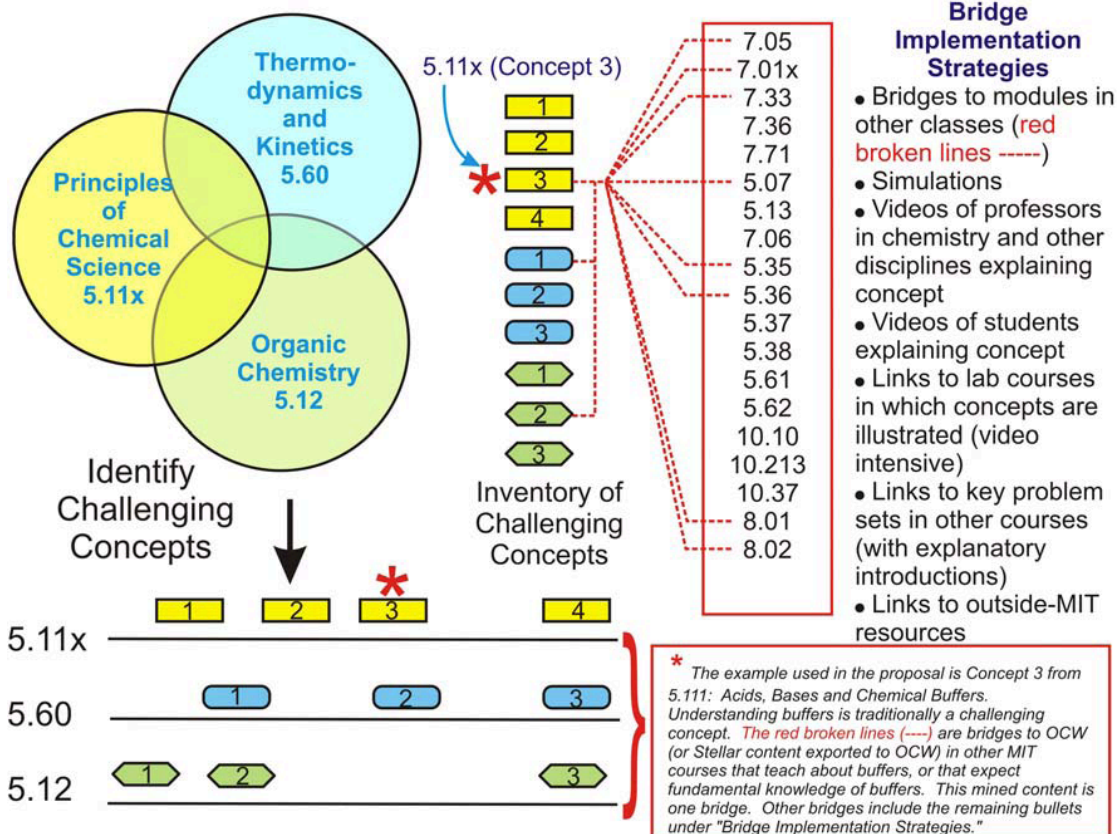 Thermo-
dynamics
and
Kinetics
5.60
Principles
of
Chemical
Science
5.11x
Organic
Chemistry
5.12
Identify
Challenging
Concepts
5.11x (Concept 3)
1
2
* 3
4
1
2
3
1
2
3
Inventory of
Challenging
Concepts
7.05
7.01x
7.33
7.36
7.71
5.07
5.13
7.06
5.35
5.36
5.37
5.38
5.61
5.62
10.10
10.213
10.37
8.01
8.02
Bridge
Implementation
Strategies
• Bridges to modules in
other classes (red
broken lines -----)
• Simulations
• Videos of professors
in chemistry and other
disciplines explaining
concept
• Videos of students
explaining concept
• Links to lab courses
in which concepts are
illustrated (video
intensive)
• Links to key problem
sets in other courses
(with explanatory
introductions)
• Links to outside-MIT
resources
*
1 2 3 4
5.11x
1 2 3
5.60
1 2 3
5.12
* The example used in the proposal is Concept 3 from
5.111: Acids, Bases and Chemical Buffers.
Understanding buffers is traditionally a challenging
concept. The red broken lines (----) are bridges to OCW
(or Stellar content exported to OCW) in other MIT
courses that teach about buffers, or that expect
fundamental knowledge of buffers. This mined content is
one bridge. Other bridges include the remaining bullets
under "Bridge Implementation Strategies."